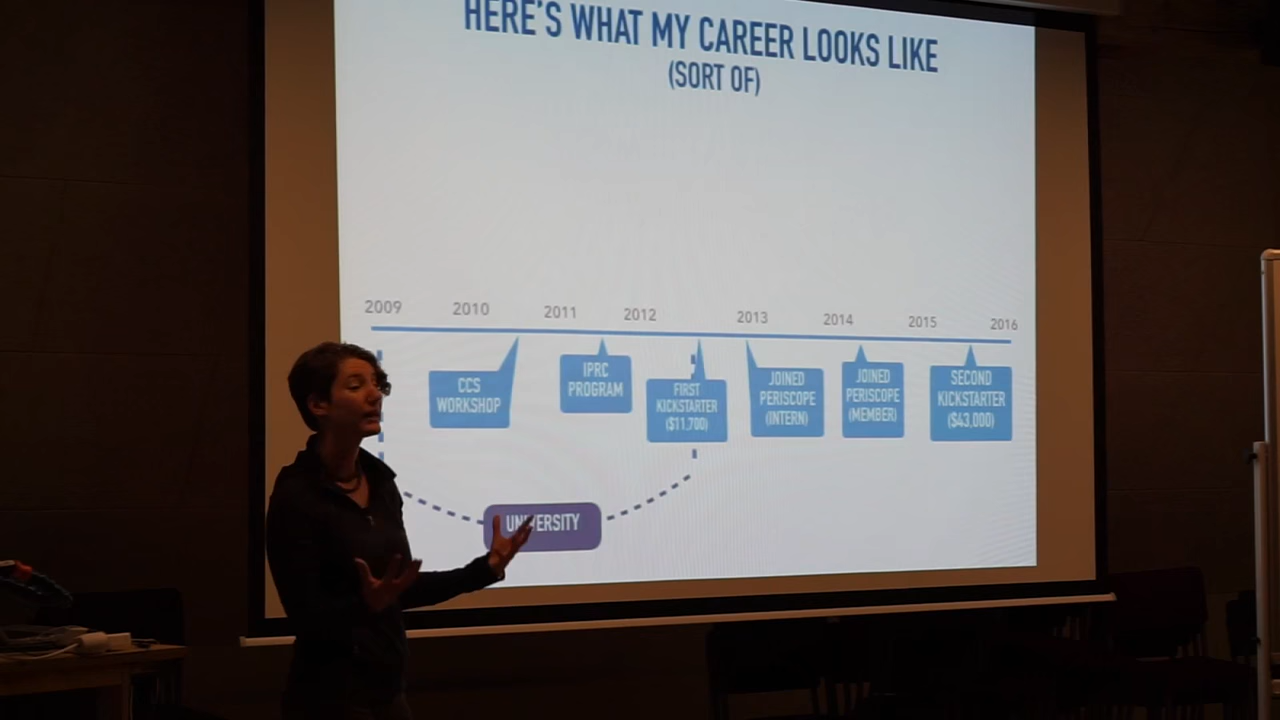 HERE'S WHAT MY CAREER LOOKS LIKE
(SORT OF)
2009 2010 2011 2012 2013 2014 2015 2016
CCS
WORKSHOP
IPRC
PROGRAM
FIRST
KICKSTARTER
($11,700)
JOINED
PERISCOPE
(INTERN)
JOINED
PERISCOPE
(MEMBER)
SECOND
KICKSTARTER
($43,000)
UNIVERSITY